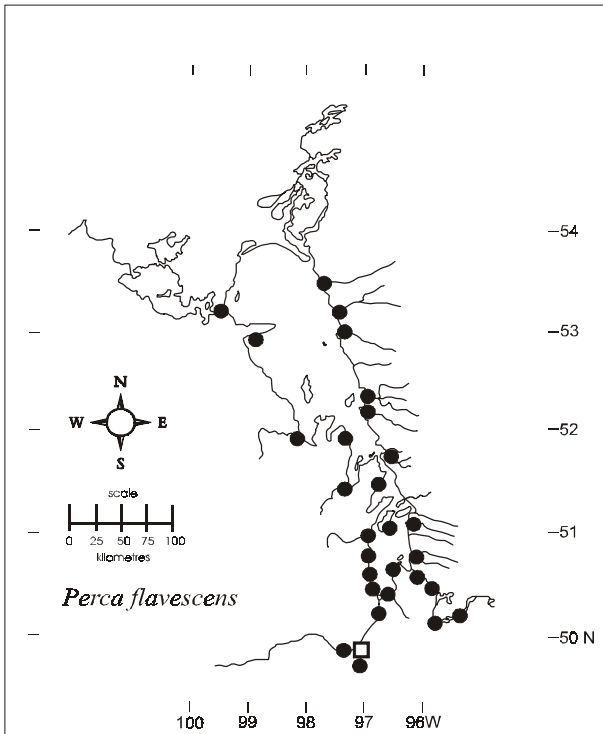 –54
–53
N
W E
S
–52
scale
0 25 50 75 100
kilometres
–51
Perca flavescens
–50 N
100 99 98 97 96W